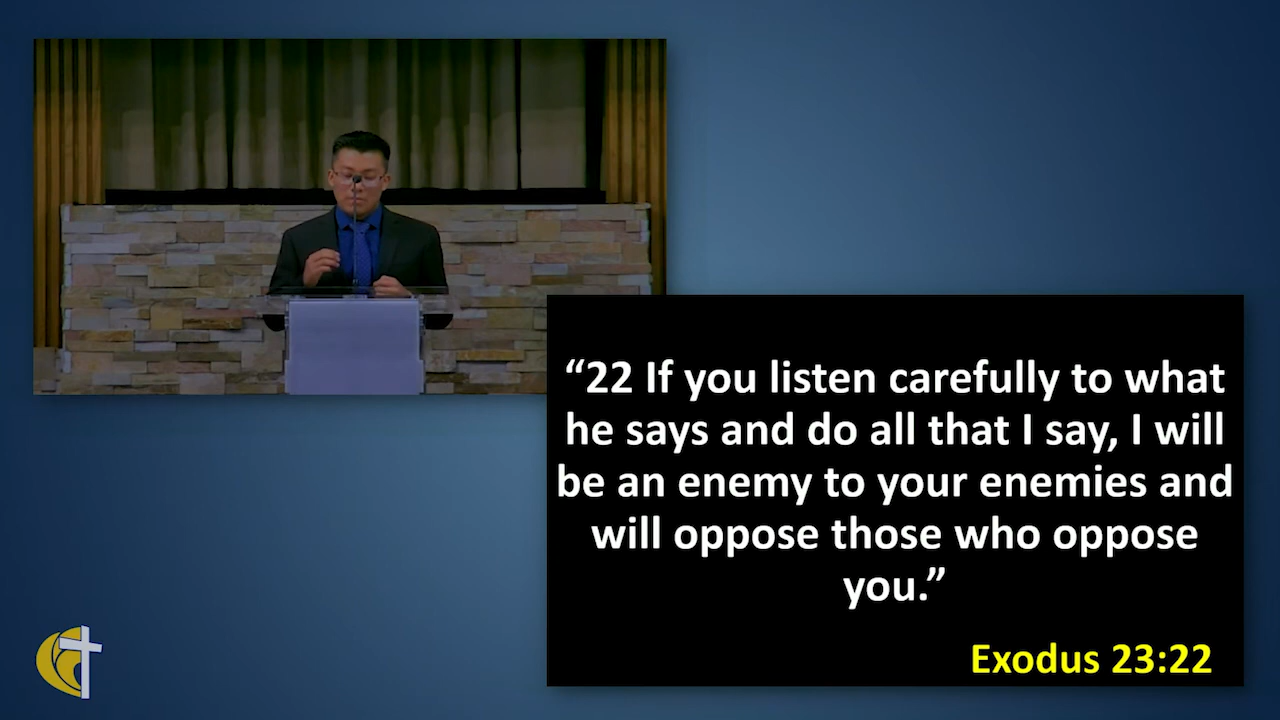 “22 If you listen carefully to what
he says and do all that I say, I will
be an enemy to your enemies and
will oppose those who oppose
you.”
Exodus 23:22